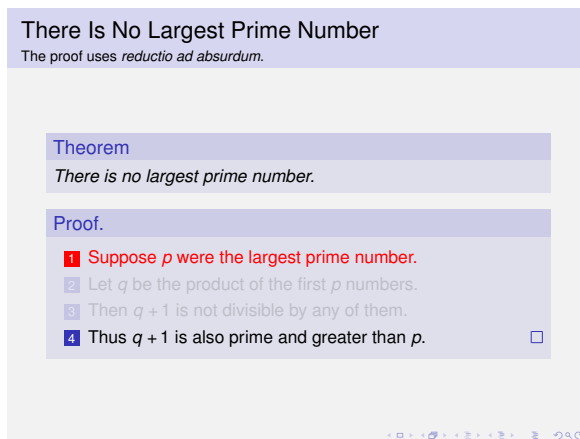 There Is No Largest Prime Number
The proof uses reductio ad absurdum.
Theorem
There is no largest prime number.
Proof.
1 Suppose p were the largest prime number.
2 Let q be the product of the first p numbers.
3 Then q + 1 is not divisible by any of them.
4 Thus q + 1 is also prime and greater than p.